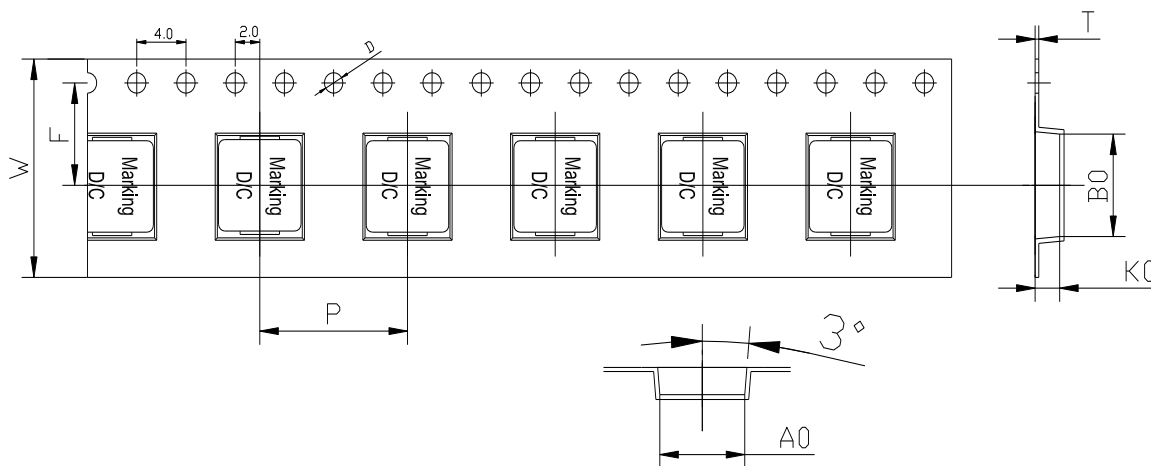 4.0
2.0
D
T
F
W
Marking
D/C
Marking
D/C
Marking
D/C
Marking
D/C
Marking
D/C
Marking
D/C
B0
K0
P
3°
A0